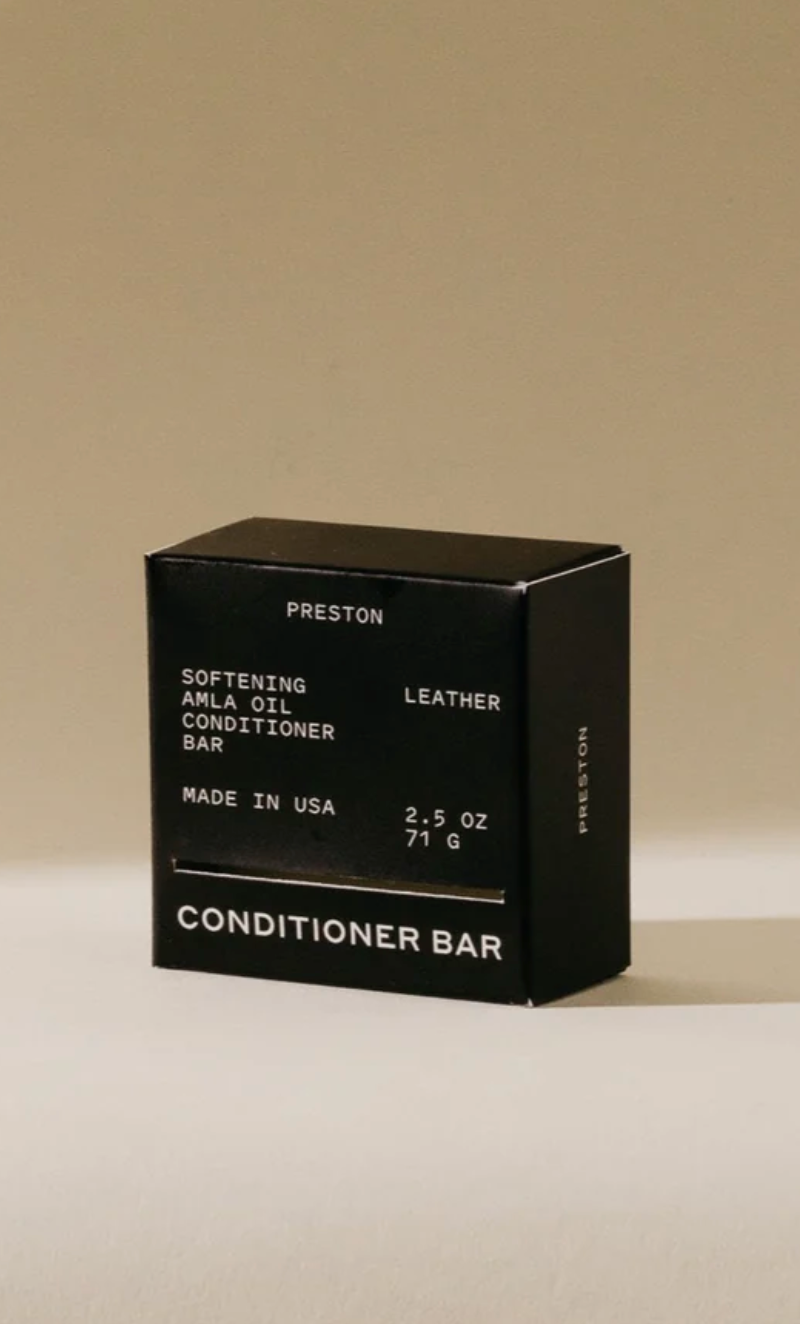 PRESTON
SOFTENING
AMLA OIL
CONDITIONER
BAR
LEATHER
MADE IN USA
2.5 OZ
71 G
CONDITIONER BAR
PRESTON